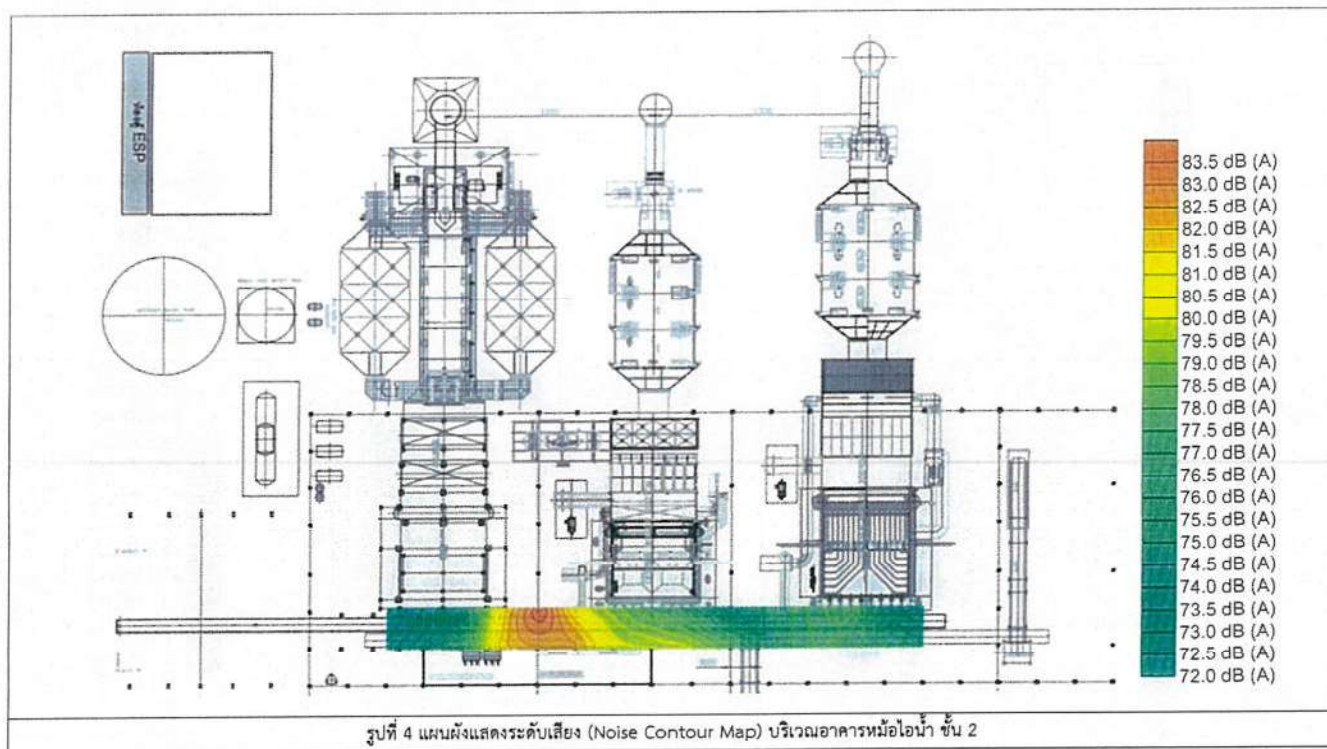 ห้องESP
83.5 dB (A)
83.0 dB (A)
82.5 dB (A)
82.0 dB (A)
81.5 dB (A)
81.0 dB (A)
80.5 dB (A)
80.0 dB (A)
79.5 dB (A)
79.0 dB (A)
78.5 dB (A)
78.0 dB (A)
77.5 dB (A)
77.0 dB (A)
76.5 dB (A)
76.0 dB (A)
75.5 dB (A)
75.0 dB (A)
74.5 dB (A)
74.0 dB (A)
73.5 dB (A)
73.0 dB (A)
72.5 dB (A)
72.0 dB (A)
รูปที่ 4 แผนผังแสดงระดับเสียง (Noise Contour Map) บริเวณอาคารหม้อไอน้ำ ชั้น 2